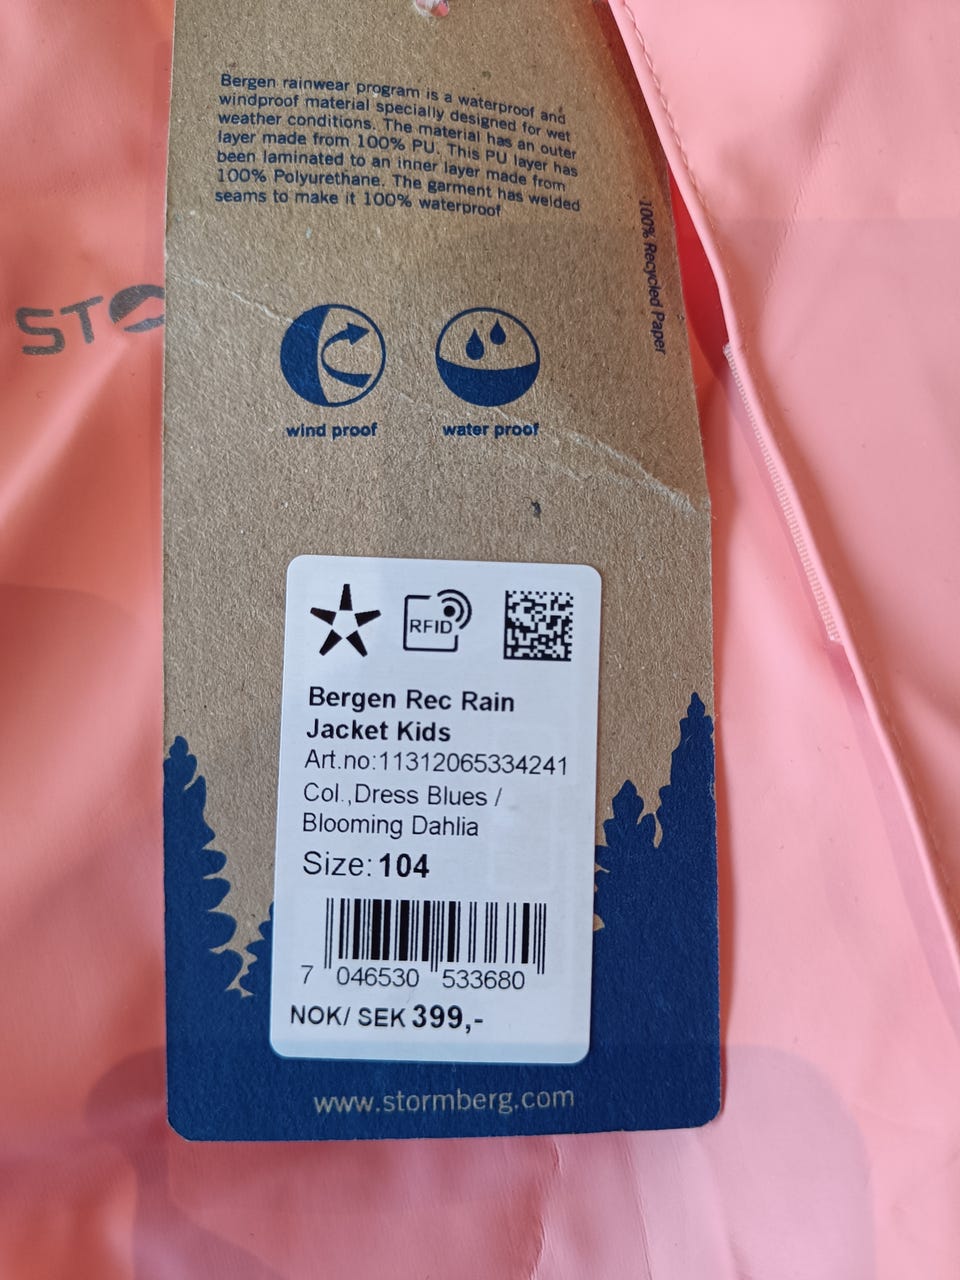 Bergen rainwear program is a waterproof and
windproof material specially designed for wet
weather conditions. The material has an outer
layer made from 100% PU. This PU layer has
been laminated to an inner layer made from
100% Polyurethane. The garment has welded
seams to make it 100% waterproof
100% Recycled Paper
STO
wind proof
water proof
RFID
Bergen Rec Rain
Jacket Kids
Art.no:11312065334241
Col.,Dress Blues /
Blooming Dahlia
Size: 104
7 046530 533680
NOK/ SEK 399,-
www.stormberg.com